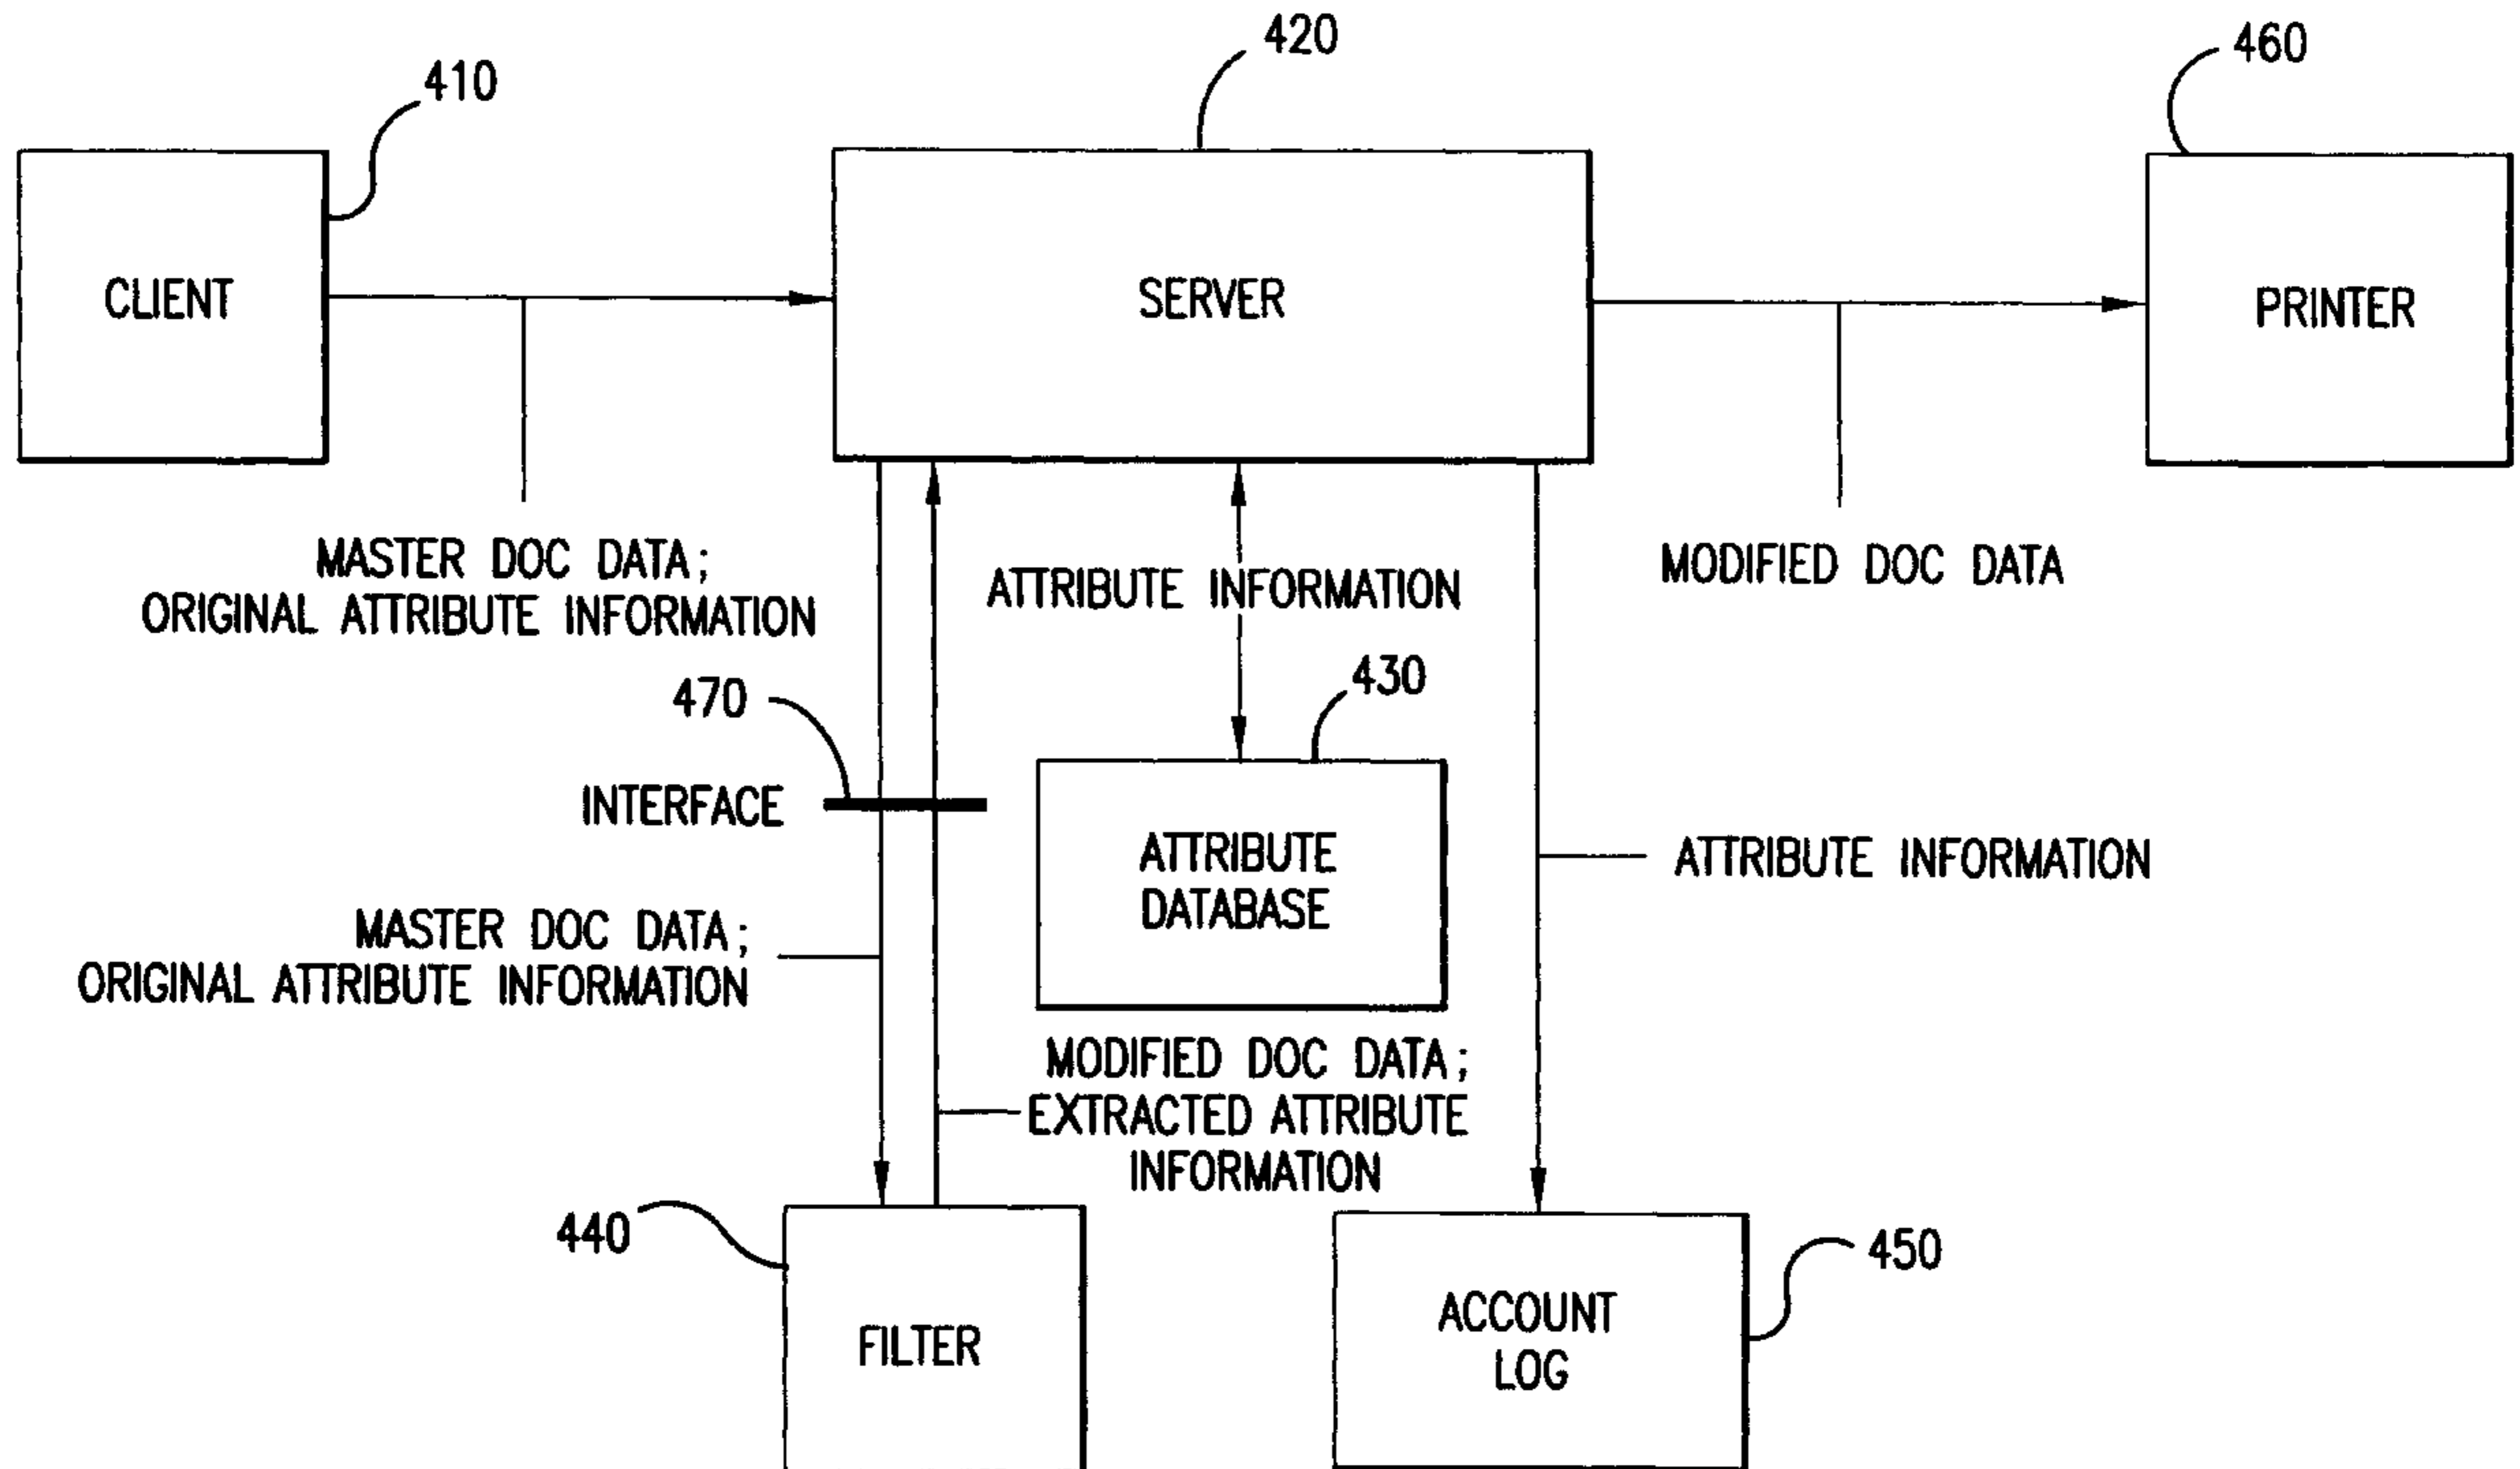 420
460
410
CLIENT
SERVER
PRINTER
MASTER DOC DATA;
ORIGINAL ATTRIBUTE INFORMATION
ATTRIBUTE INFORMATION
MODIFIED DOC DATA
470
430
INTERFACE
ATTRIBUTE
DATABASE
ATTRIBUTE INFORMATION
MASTER DOC DATA;
ORIGINAL ATTRIBUTE INFORMATION
MODIFIED DOC DATA;
EXTRACTED ATTRIBUTE
INFORMATION
440
450
FILTER
ACCOUNT
LOG